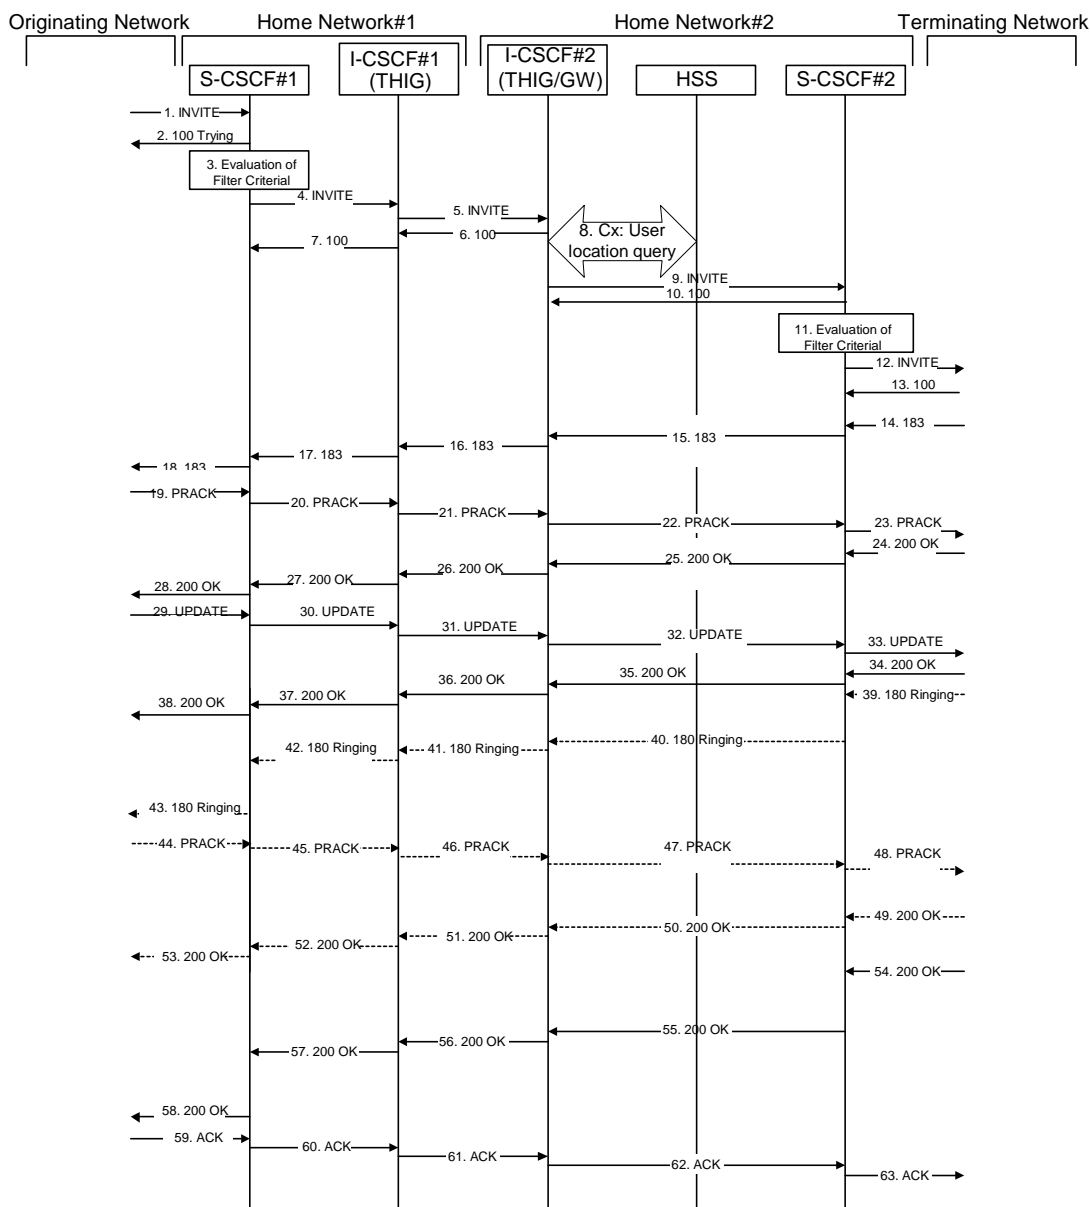 Originating Network
Home Network#1
Home Network#2
Terminating Network
S-CSCF#1
I-CSCF#1
(THIG)
I-CSCF#2
(THIG/GW)
HSS
S-CSCF#2
1. INVITE
2. 100 Trying
3. Evaluation of
Filter Criterial
4. INVITE
5. INVITE
6. 100
7. 100
8. Cx: User
location query
9. INVITE
10. 100
11. Evaluation of
Filter Criterial
12. INVITE
13. 100
14. 183
15. 183
16. 183
17. 183
18. 183
19. PRACK
20. PRACK
21. PRACK
22. PRACK
23. PRACK
24. 200 OK
25. 200 OK
26. 200 OK
27. 200 OK
28. 200 OK
29. UPDATE
30. UPDATE
31. UPDATE
32. UPDATE
33. UPDATE
34. 200 OK
35. 200 OK
36. 200 OK
37. 200 OK
38. 200 OK
39. 180 Ringing
40. 180 Ringing
41. 180 Ringing
42. 180 Ringing
43. 180 Ringing
44. PRACK
45. PRACK
46. PRACK
47. PRACK
48. PRACK
49. 200 OK
50. 200 OK
51. 200 OK
52. 200 OK
53. 200 OK
54. 200 OK
55. 200 OK
56. 200 OK
57. 200 OK
58. 200 OK
59. ACK
60. ACK
61. ACK
62. ACK
63. ACK